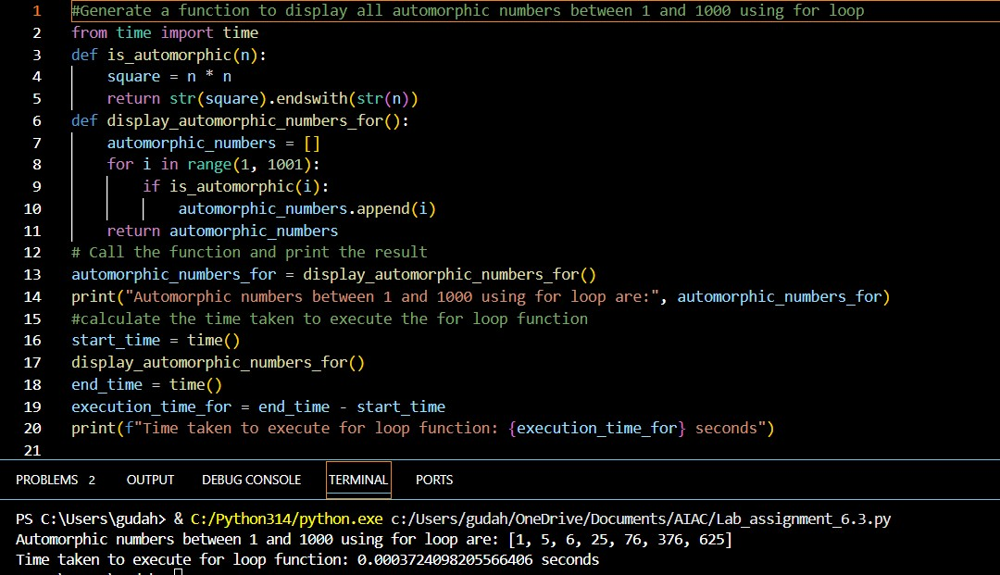 1 #Generate a function to display all automorphic numbers between 1 and 1000 using for loop
2 from time import time
3 def is_automorphic(n):
4     square = n * n
5     return str(square).endswith(str(n))
6 def display_automorphic_numbers_for():
7     automorphic_numbers = []
8     for i in range(1, 1001):
9         if is_automorphic(i):
10             automorphic_numbers.append(i)
11     return automorphic_numbers
12 # Call the function and print the result
13 automorphic_numbers_for = display_automorphic_numbers_for()
14 print("Automorphic numbers between 1 and 1000 using for loop are:", automorphic_numbers_for)
15 #calculate the time taken to execute the for loop function
16 start_time = time()
17 display_automorphic_numbers_for()
18 end_time = time()
19 execution_time_for = end_time - start_time
20 print(f"Time taken to execute for loop function: {execution_time_for} seconds")
21
PROBLEMS 2 OUTPUT DEBUG CONSOLE TERMINAL PORTS
PS C:\Users\gudah> & C:/Python314/python.exe c:/Users/gudah/OneDrive/Documents/AIAC/Lab_assignment_6.3.py
Automorphic numbers between 1 and 1000 using for loop are: [1, 5, 6, 25, 76, 376, 625]
Time taken to execute for loop function: 0.0003724098205566406 seconds